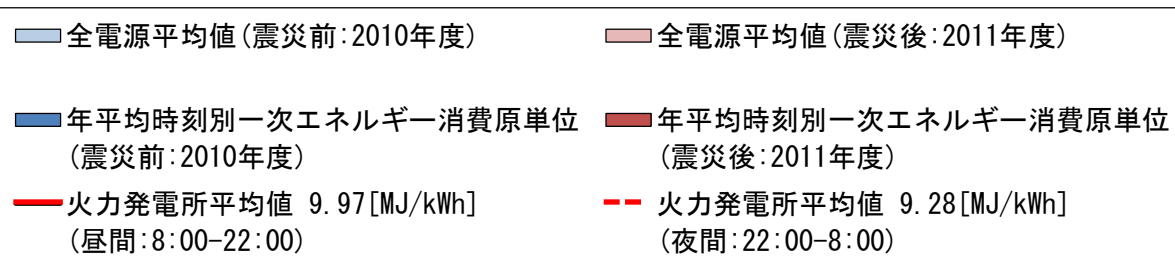 全電源平均値(震災前:2010年度)
全電源平均値(震災後:2011年度)
年平均時刻別一次エネルギー消費原単位
(震災前:2010年度)
年平均時刻別一次エネルギー消費原単位
(震災後:2011年度)
火力発電所平均値 9.97[MJ/kWh]
(昼間:8:00-22:00)
火力発電所平均値 9.28[MJ/kWh]
(夜間:22:00-8:00)